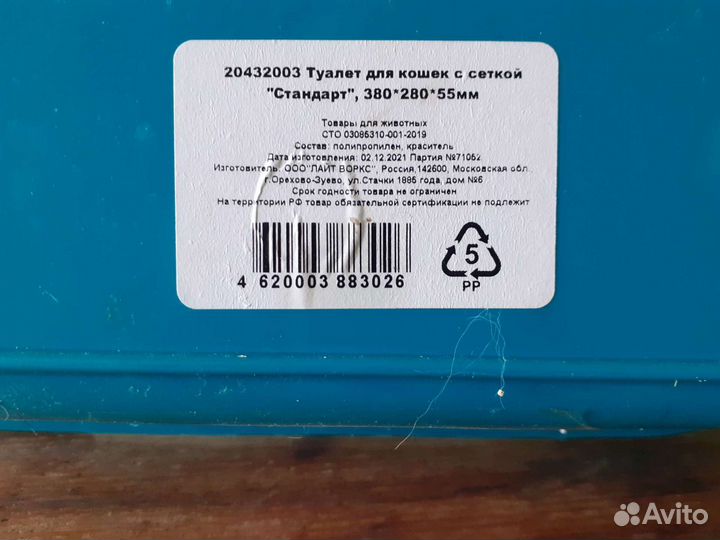 20432003 Туалет для кошек с сеткой
"Стандарт", 380*280*55мм
Товары для животных
СТО 03085310-001-2019
Состав: полипропилен, краситель
Дата изготовления: 02.12.2021 Партия №71052
Изготовитель: ООО"ЛАЙТ ВОРКС", Россия,142600, Московская обл.,
г.Орехово-Зуево, ул.Стачки 1885 года, дом №6
Срок годности товара не ограничен
На территории РФ товар обязательной сертификации не подлежит
4 620003 883026
5
PP
Avito